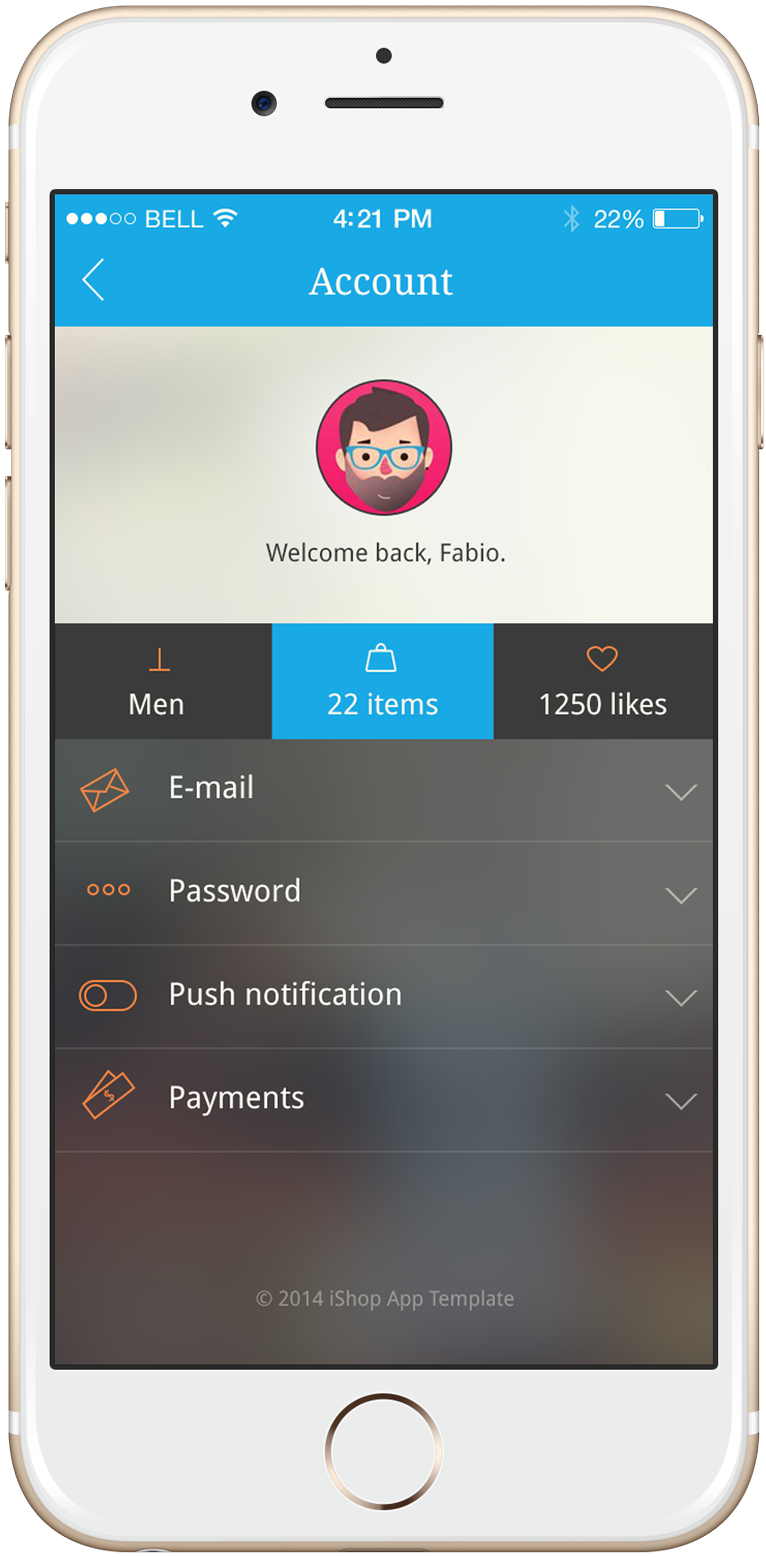 BELL 4:21 PM 22%
Account
Welcome back, Fabio.
Men 22 items 1250 likes
E-mail
Password
Push notification
Payments
© 2014 iShop App Template